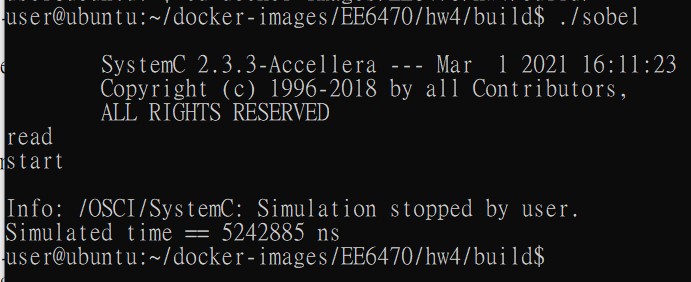 user@ubuntu:~/docker-images/EE6470/hw4/build$ ./sobel
SystemC 2.3.3-Accellera --- Mar  1 2021 16:11:23
Copyright (c) 1996-2018 by all Contributors,
ALL RIGHTS RESERVED
read
start
Info: /OSCI/SystemC: Simulation stopped by user.
Simulated time == 5242885 ns
user@ubuntu:~/docker-images/EE6470/hw4/build$